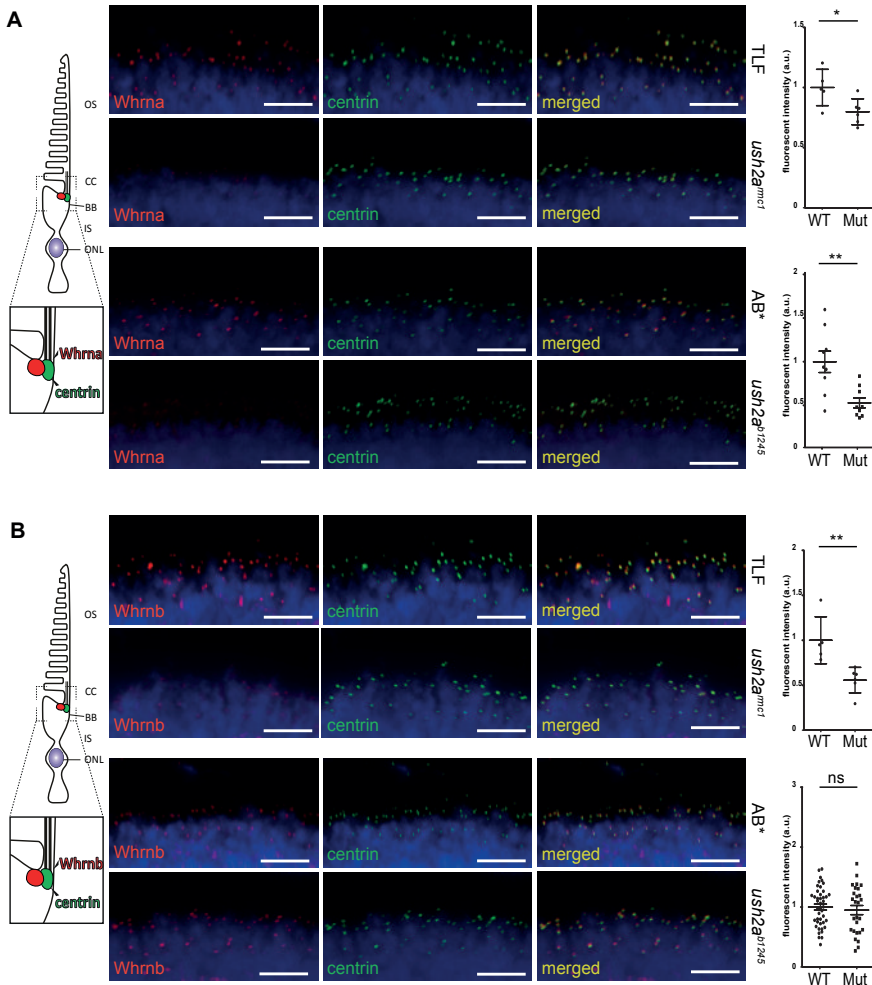 A
OS
CC
BB
IS
ONL
Whrna
centrin
Whrna
centrin
merged
TLF
Whrna
centrin
merged
ush2a^rmc1
Whrna
centrin
merged
AB*
Whrna
centrin
merged
ush2a^b1245
fluorescent intensity (a.u.)
1.5
1
0.5
0
*
WT Mut
fluorescent intensity (a.u.)
2
1.5
1
0.5
0
**
WT Mut
B
OS
CC
BB
IS
ONL
Whrnb
centrin
Whrnb
centrin
merged
TLF
Whrnb
centrin
merged
ush2a^rmc1
Whrnb
centrin
merged
AB*
Whrnb
centrin
merged
ush2a^b1245
fluorescent intensity (a.u.)
2
1.5
1
0.5
0
**
WT Mut
fluorescent intensity (a.u.)
3
2
1
0
ns
WT Mut